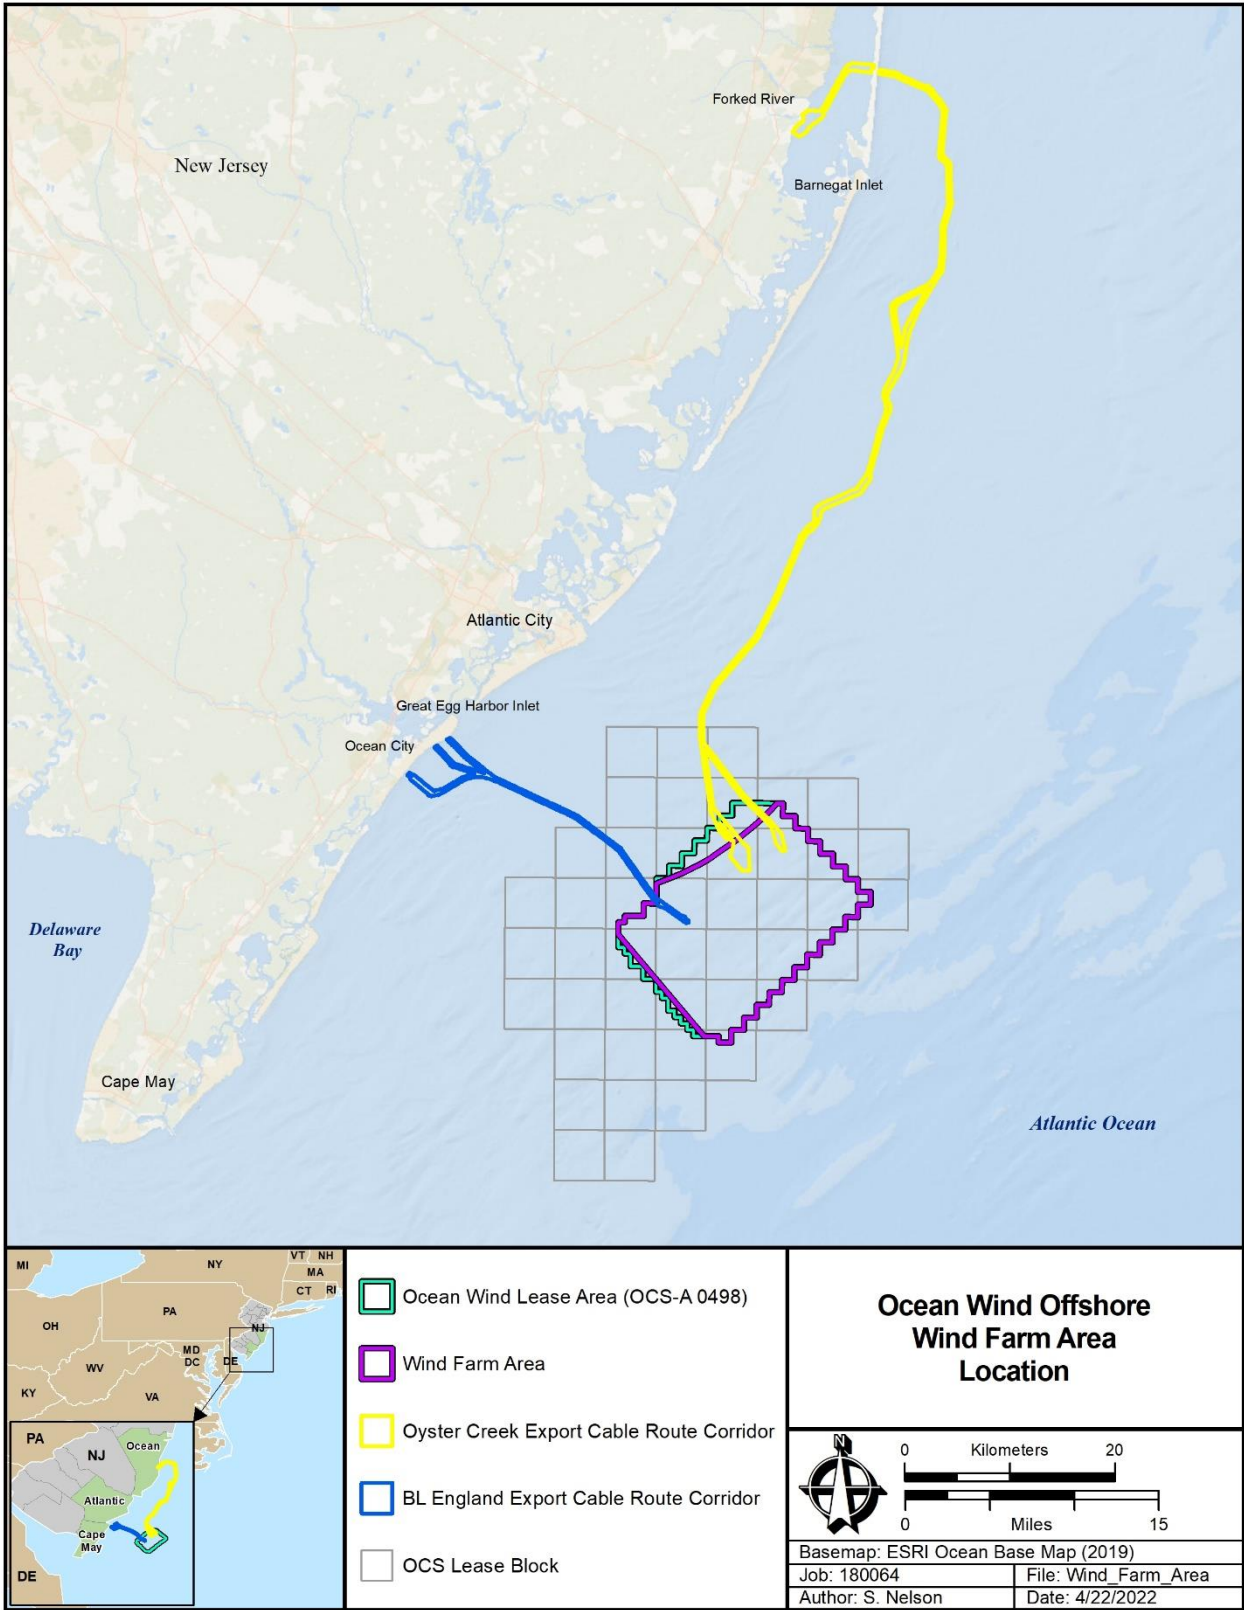 Forked River
New Jersey
Barnegat Inlet
Atlantic City
Great Egg Harbor Inlet
Ocean City
Delaware
Bay
Cape May
Atlantic Ocean
MI
NY
VT
NH
MA
CT
RI
PA
OH
NJ
MD
DC
DE
WV
KY
VA
PA
NJ
Ocean
Atlantic
Cape
May
DE
Ocean Wind Lease Area (OCS-A 0498)
Wind Farm Area
Oyster Creek Export Cable Route Corridor
BL England Export Cable Route Corridor
OCS Lease Block
Ocean Wind Offshore
Wind Farm Area
Location
N
0 Kilometers 20
0 Miles 15
Basemap: ESRI Ocean Base Map (2019)
Job: 180064 File: Wind_Farm_Area
Author: S. Nelson Date: 4/22/2022